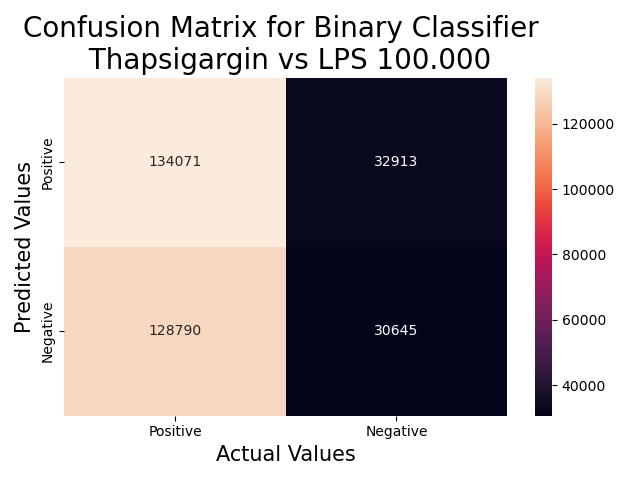 Confusion Matrix for Binary Classifier
Thapsigargin vs LPS 100.000
Predicted Values
Positive
134071
32913
Negative
128790
30645
Positive
Negative
Actual Values
120000
100000
80000
60000
40000